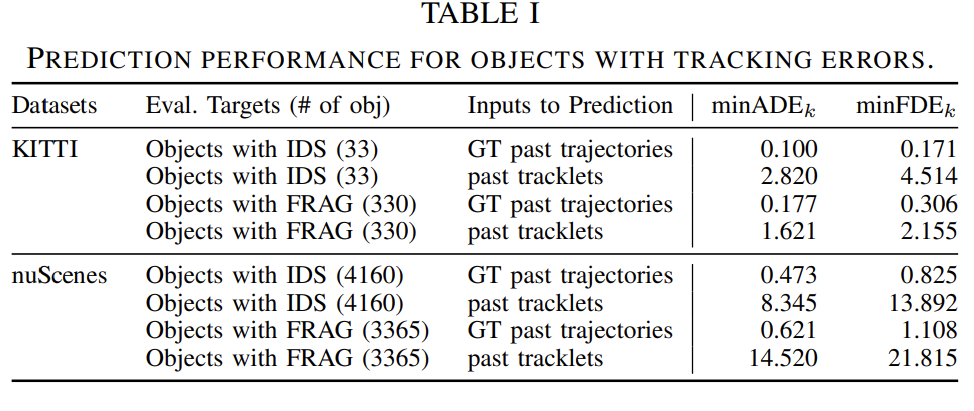 TABLE I
PREDICTION PERFORMANCE FOR OBJECTS WITH TRACKING ERRORS.
Datasets Eval. Targets (# of obj) Inputs to Prediction minADEk minFDEk
KITTI Objects with IDS (33) GT past trajectories 0.100 0.171
Objects with IDS (33) past tracklets 2.820 4.514
Objects with FRAG (330) GT past trajectories 0.177 0.306
Objects with FRAG (330) past tracklets 1.621 2.155
nuScenes Objects with IDS (4160) GT past trajectories 0.473 0.825
Objects with IDS (4160) past tracklets 8.345 13.892
Objects with FRAG (3365) GT past trajectories 0.621 1.108
Objects with FRAG (3365) past tracklets 14.520 21.815